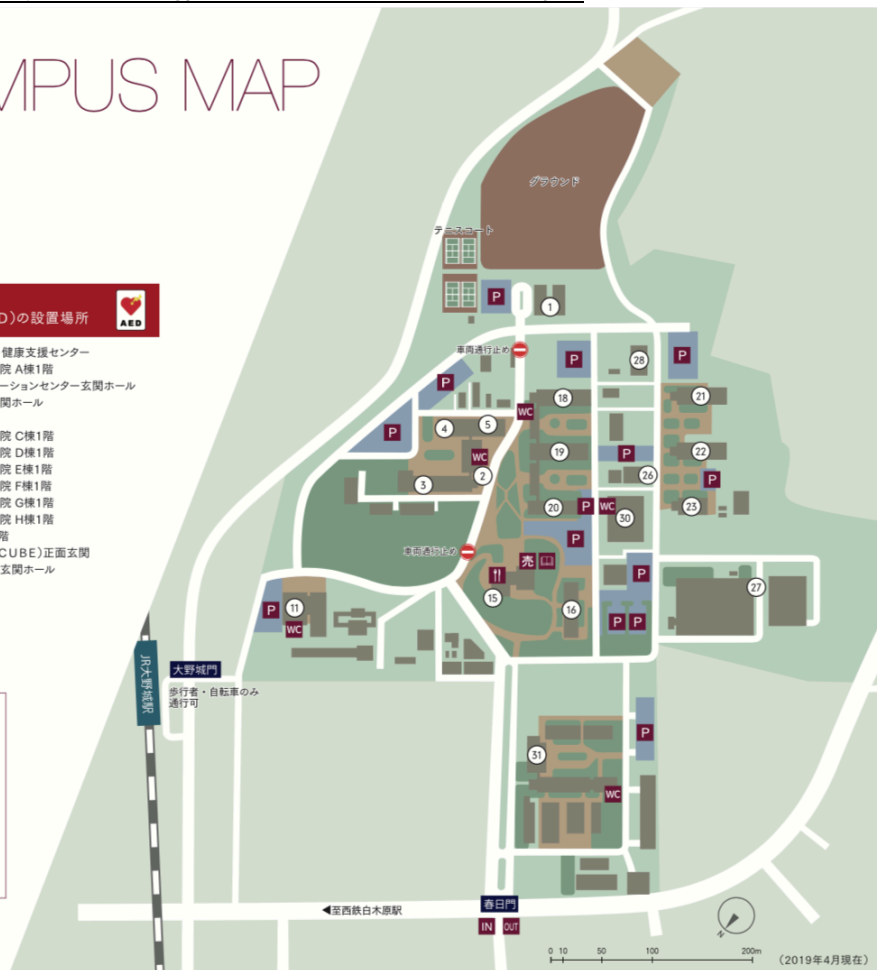 MPUS MAP
グラウンド
テニスコート
P
1
車両通行止め
D)の設置場所
AED
健康支援センター
院 A棟1階
ーションセンター玄関ホール
関ホール
院 C棟1階
院 D棟1階
院 E棟1階
院 F棟1階
院 G棟1階
院 H棟1階
階
CUBE)正面玄関
玄関ホール
P
28
P
P
18
21
WC
4
5
P
19
22
P
WC
2
26
P
3
20
P
WC
30
23
P
車両通行止め
売
15
16
P
27
P
P
P
11
WC
JR大野城駅
大野城門
歩行者・自転車のみ
通行可
P
31
WC
◀至西鉄白木原駅
春日門
IN
OUT
N
0 10 50 100 200m
(2019年4月現在)